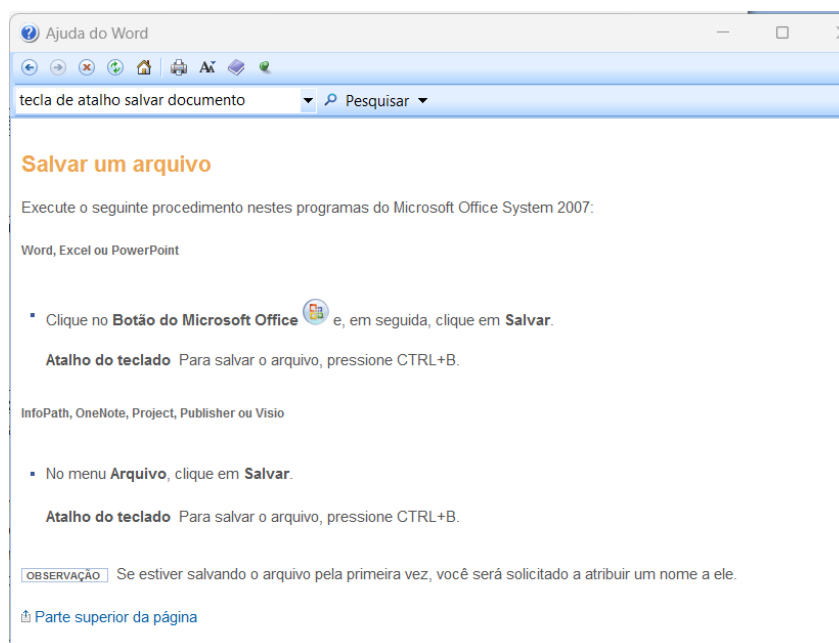 Ajuda do Word
tecla de atalho salvar documento
Pesquisar
Salvar um arquivo
Execute o seguinte procedimento nestes programas do Microsoft Office System 2007:
Word, Excel ou PowerPoint
Clique no Botão do Microsoft Office e, em seguida, clique em Salvar.
Atalho do teclado Para salvar o arquivo, pressione CTRL+B.
InfoPath, OneNote, Project, Publisher ou Visio
No menu Arquivo, clique em Salvar.
Atalho do teclado Para salvar o arquivo, pressione CTRL+B.
OBSERVAÇÃO Se estiver salvando o arquivo pela primeira vez, você será solicitado a atribuir um nome a ele.
Parte superior da página